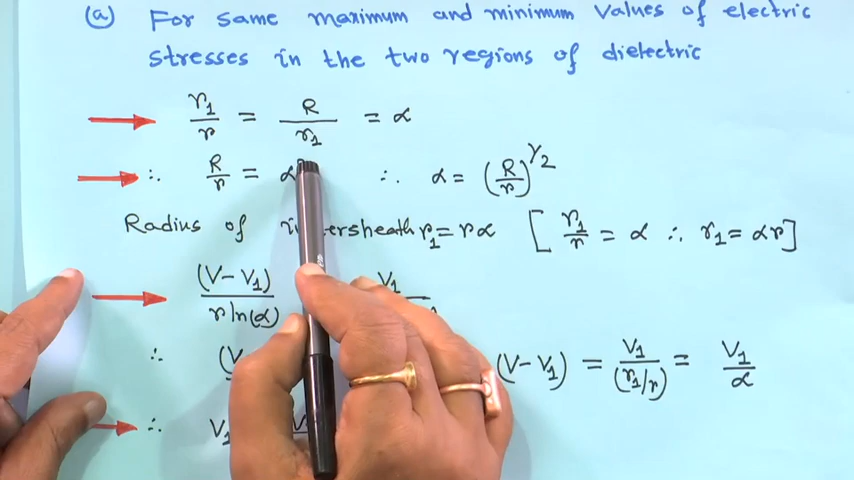 (a) For same maximum and minimum values of electric
stresses in the two regions of dielectric
r1/r = R/r1 = α
∴ R/r = α ∴ α = (R/r)^1/2
Radius of r1 = rα [ r1/r = α ∴ r1 = αr ]
(V-V1)/(r ln(α)) V1
∴ (V-V1) = V1/(r1/r) = V1/α
∴ V1